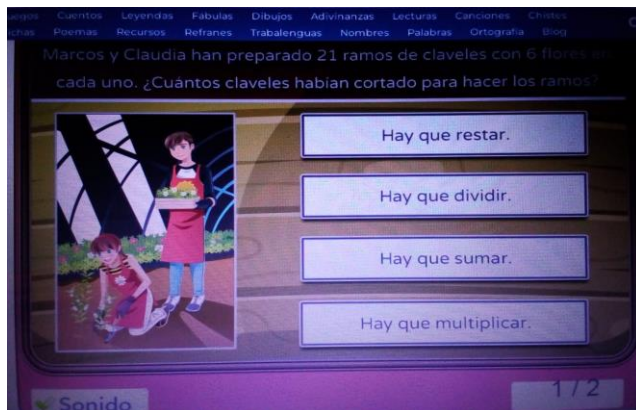 Cuentos Leyendas Fabulas Dibujos Adivinanzas Lecturas Canciones Chistes
Poemas Recursos Refranes Trabalenguas Nombres Palabras Ortografía Blog
Marcos y Claudia han preparado 21 ramos de claveles con 6 flores en
cada uno. ¿Cuántos claveles habían cortado para hacer los ramos?
Hay que restar.
Hay que dividir.
Hay que sumar.
Hay que multiplicar.
1 / 2
Sonido